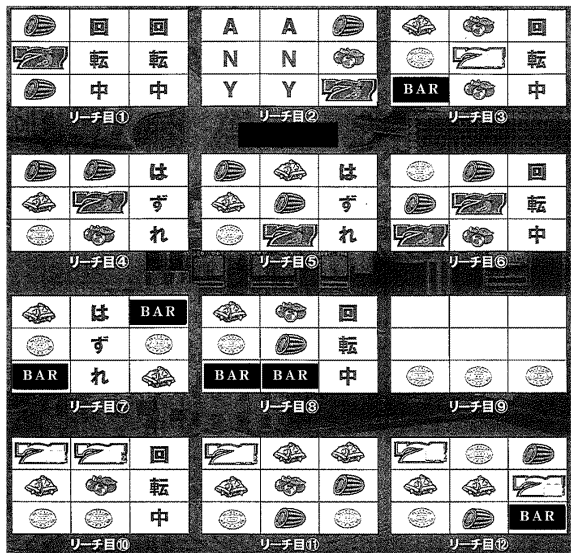 回 回 A A 回
転 転 N N 転
中 中 Y Y BAR 中
リーチ目① リーチ目② リーチ目③
は は 回
ず ず 転
れ れ 中
リーチ目④ リーチ目⑤ リーチ目⑥
は BAR 回
ず 転
BAR れ BAR BAR 中
リーチ目⑦ リーチ目⑧ リーチ目⑨
回
転
中 BAR
リーチ目⑩ リーチ目⑪ リーチ目⑫